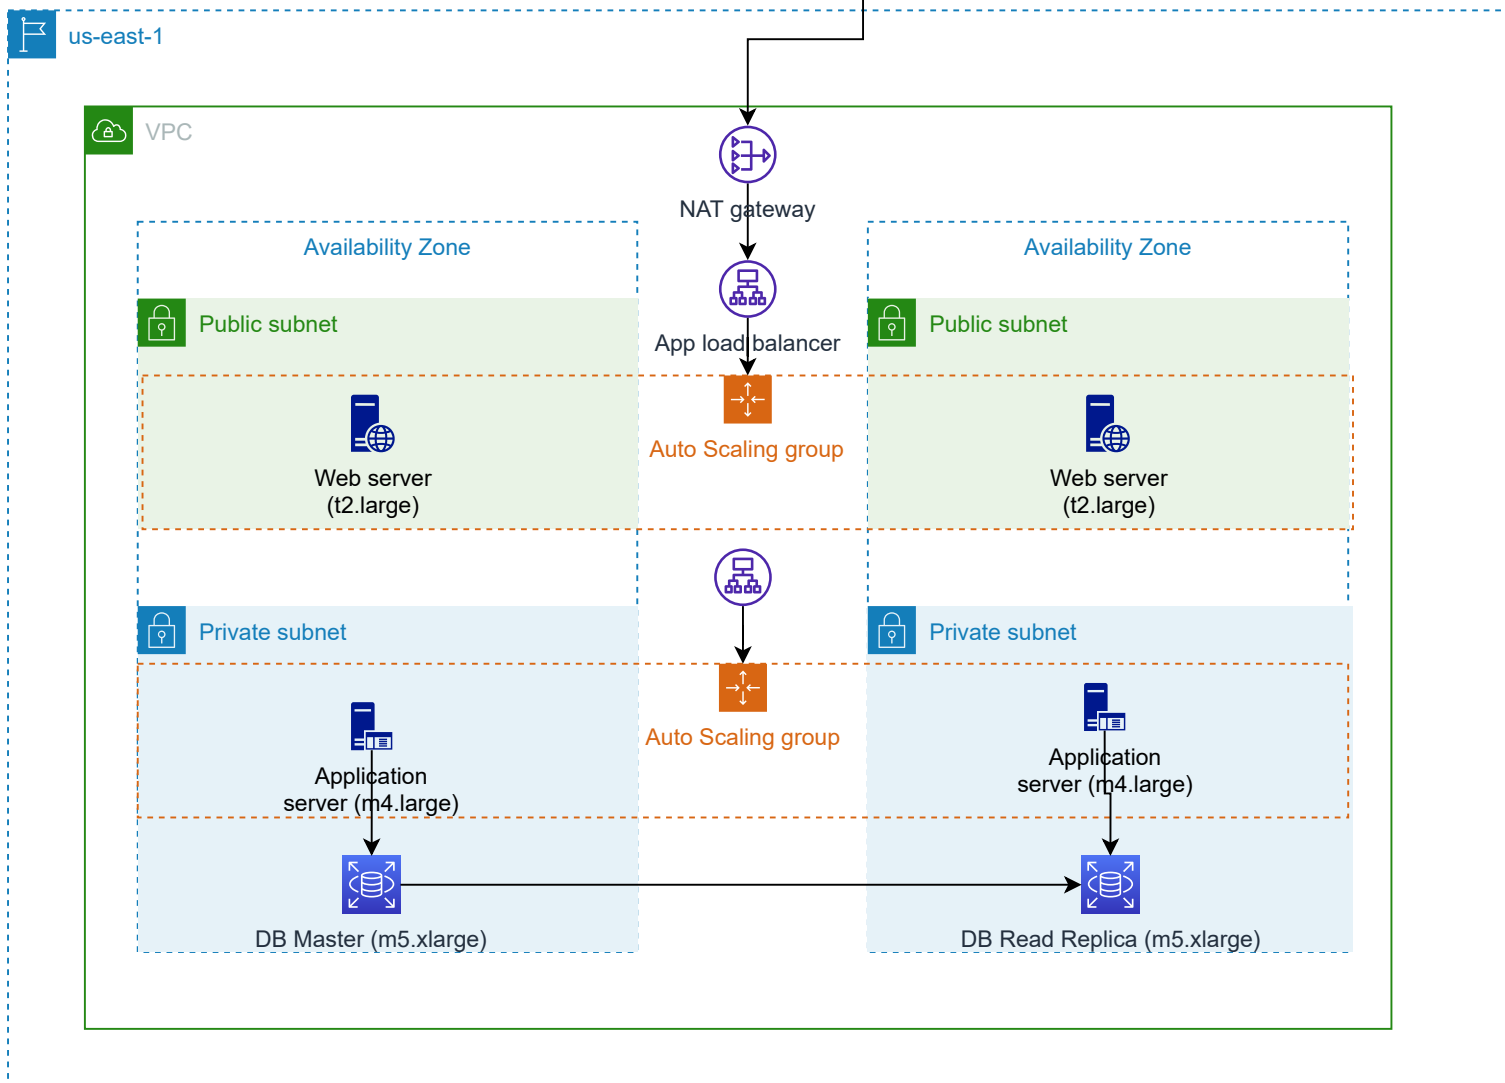 us-east-1
VPC
NAT gateway
Availability Zone
Availability Zone
Public subnet
Public subnet
App load balancer
Auto Scaling group
Web server
(t2.large)
Web server
(t2.large)
Private subnet
Private subnet
Auto Scaling group
Application
server (m4.large)
Application
server (m4.large)
DB Master (m5.xlarge)
DB Read Replica (m5.xlarge)